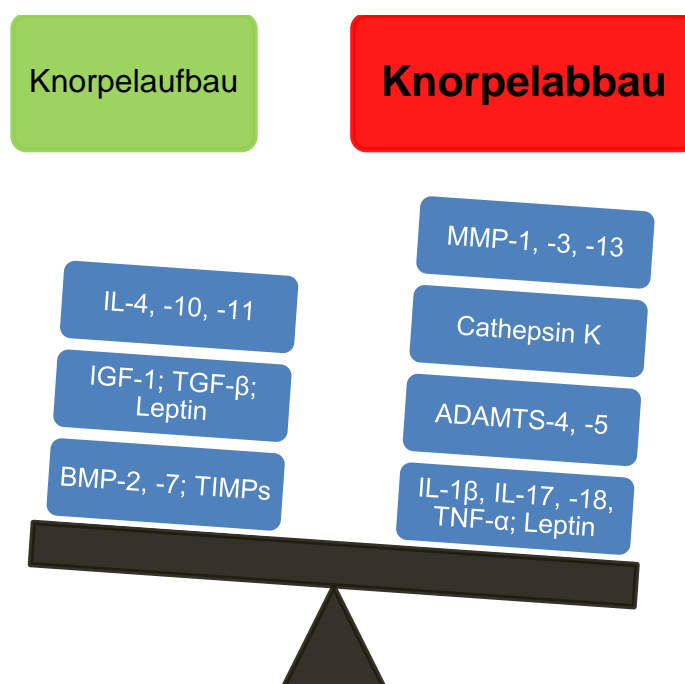 Knorpelaufbau
Knorpelabbau
IL-4, -10, -11
IGF-1; TGF-β;
Leptin
BMP-2, -7; TIMPs
MMP-1, -3, -13
Cathepsin K
ADAMTS-4, -5
IL-1β, IL-17, -18,
TNF-α; Leptin